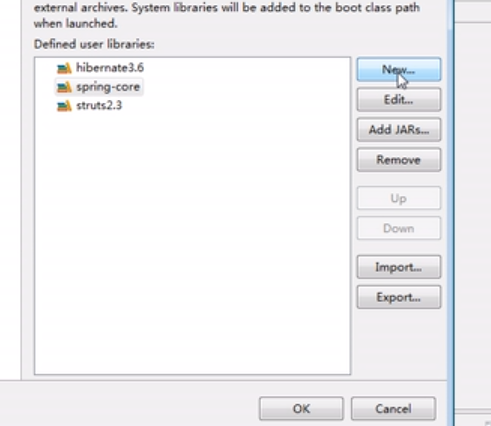 external archives. System libraries will be added to the boot class path
when launched.
Defined user libraries:
hibernate3.6
spring-core
struts2.3
New...
Edit...
Add JARs...
Remove
Up
Down
Import...
Export...
OK
Cancel